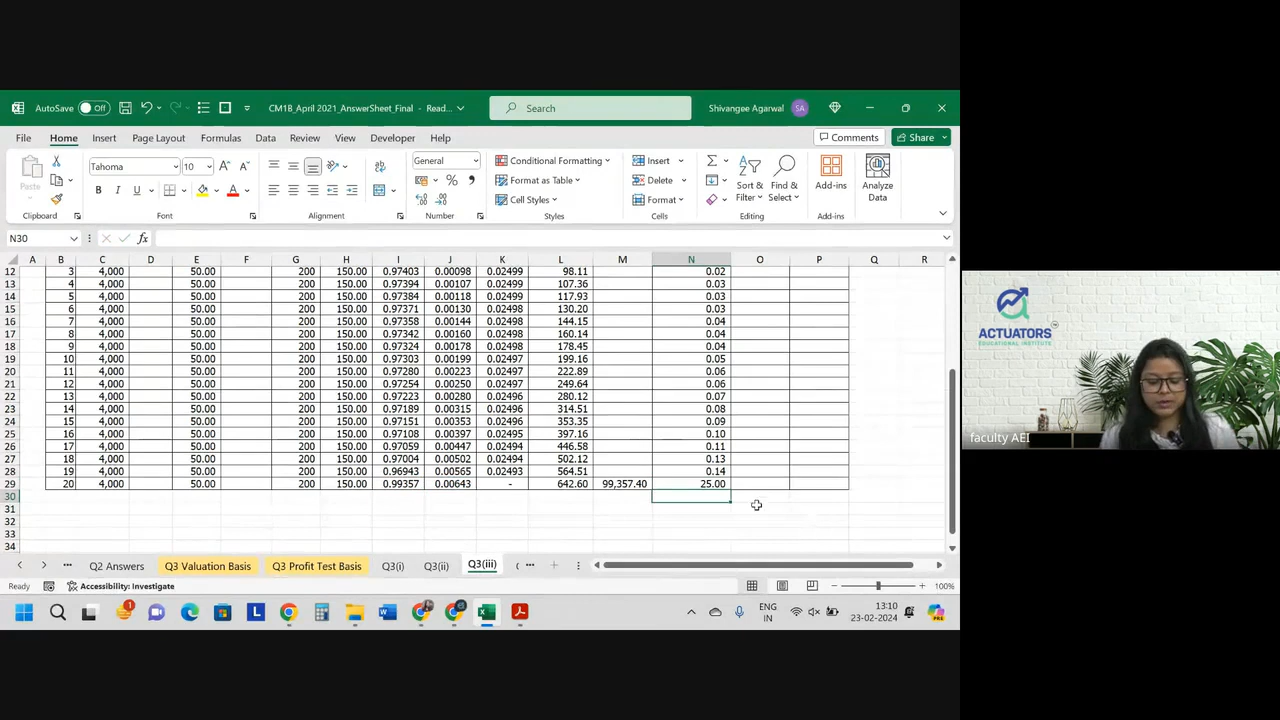 AutoSave Off CM1B_April 2021_AnswerSheet_Final - Read... Search Shivangee Agarwal SA
File Home Insert Page Layout Formulas Data Review View Developer Help Comments Share
Paste Tahoma 10 General Conditional Formatting Insert
B I U A Format as Table Delete Sort & Filter Find & Select Add-ins Analyze Data
Cell Styles Format
Clipboard Font Alignment Number Styles Cells Editing Add-ins
N30 fx
A B C D E F G H I J K L M N O P Q R
12 3 4,000 50.00 200 150.00 0.97403 0.00098 0.02499 98.11 0.02
13 4 4,000 50.00 200 150.00 0.97394 0.00107 0.02499 107.36 0.03
14 5 4,000 50.00 200 150.00 0.97384 0.00118 0.02499 117.93 0.03
15 6 4,000 50.00 200 150.00 0.97371 0.00130 0.02498 130.20 0.03
16 7 4,000 50.00 200 150.00 0.97358 0.00144 0.02498 144.15 0.04
17 8 4,000 50.00 200 150.00 0.97342 0.00160 0.02498 160.14 0.04
18 9 4,000 50.00 200 150.00 0.97324 0.00178 0.02498 178.45 0.04
19 10 4,000 50.00 200 150.00 0.97303 0.00199 0.02497 199.16 0.05
20 11 4,000 50.00 200 150.00 0.97280 0.00223 0.02497 222.89 0.06
21 12 4,000 50.00 200 150.00 0.97254 0.00250 0.02497 249.64 0.06
22 13 4,000 50.00 200 150.00 0.97223 0.00280 0.02496 280.12 0.07
23 14 4,000 50.00 200 150.00 0.97189 0.00315 0.02496 314.51 0.08
24 15 4,000 50.00 200 150.00 0.97151 0.00353 0.02496 353.35 0.09
25 16 4,000 50.00 200 150.00 0.97108 0.00397 0.02495 397.16 0.10
26 17 4,000 50.00 200 150.00 0.97059 0.00447 0.02495 446.58 0.11
27 18 4,000 50.00 200 150.00 0.97004 0.00502 0.02494 502.12 0.13
28 19 4,000 50.00 200 150.00 0.96943 0.00565 0.02493 564.51 0.14
29 20 4,000 50.00 200 150.00 0.99357 0.00643 - 642.60 99,357.40 25.00
30
31
32
33
34
... Q2 Answers Q3 Valuation Basis Q3 Profit Test Basis Q3(i) Q3(ii) Q3(iii) ( ...
Ready Accessibility: Investigate 100%
ENG IN 13:10 23-02-2024
ACTUATORS
EDUCATIONAL INSTITUTE
faculty AEI